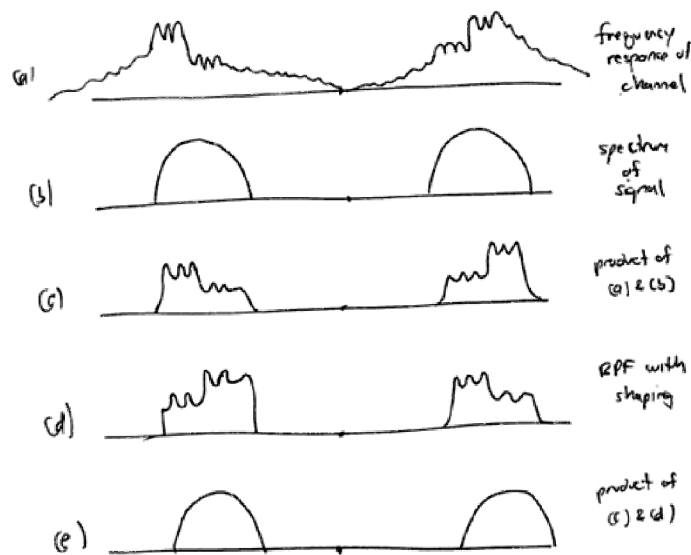 (a)
frequency
response of
channel
(b)
spectrum
of
signal
(c)
product of
(a) & (b)
(d)
BPF with
shaping
(e)
product of
(c) & (d)